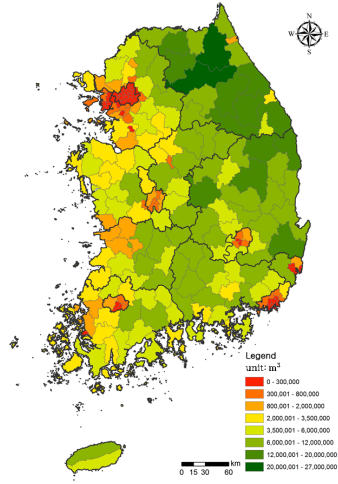 N
W E
S
Legend
unit: m³
0 - 300,000
300,001 - 800,000
800,001 - 2,000,000
2,000,001 - 3,500,000
3,500,001 - 6,000,000
6,000,001 - 12,000,000
12,000,001 - 20,000,000
20,000,001 - 27,000,000
km
0 15 30 60